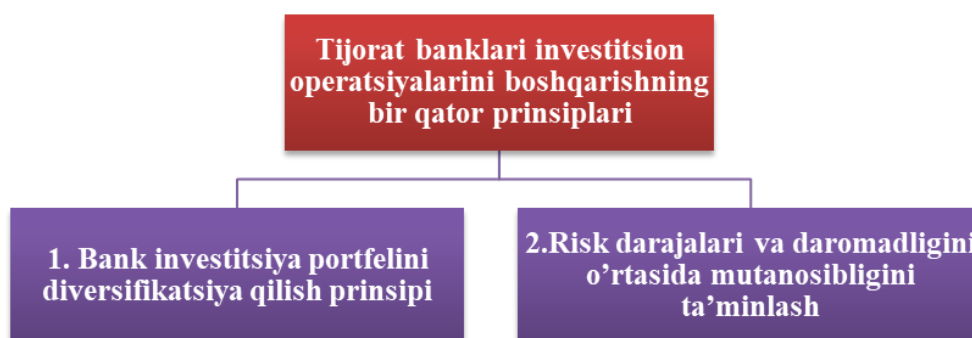 Tijorat banklari investitsion
operatsiyalarini boshqarishning
bir qator prinsiplari
1. Bank investitsiya portfelini
diversifikatsiya qilish prinsipi
2.Risk darajalari va daromadligini
o’rtasida mutanosibligini
ta’minlash